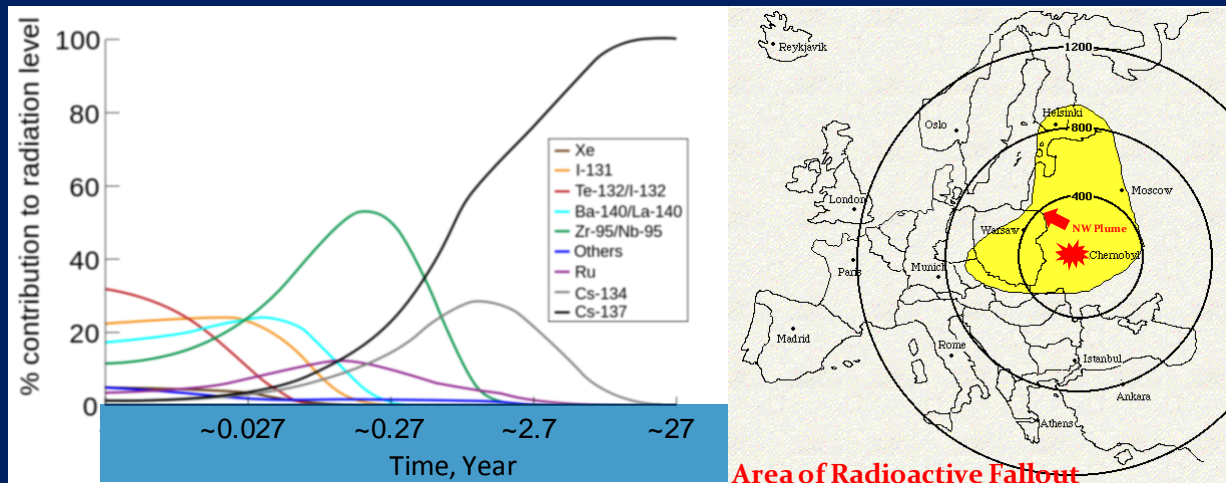 % contribution to radiation level
100
80
60
40
20
0
Xe
I-131
Te-132/I-132
Ba-140/La-140
Zr-95/Nb-95
Others
Ru
Cs-134
Cs-137
~0.027
~0.27
~2.7
~27
Time, Year
Reykjavik
1200
Helsinki
Oslo
800
Moscow
London
400
Warsaw
NW Plume
Chernobyl
Paris
Munich
Madrid
Rome
Istanbul
Ankara
Athens
Area of Radioactive Fallout